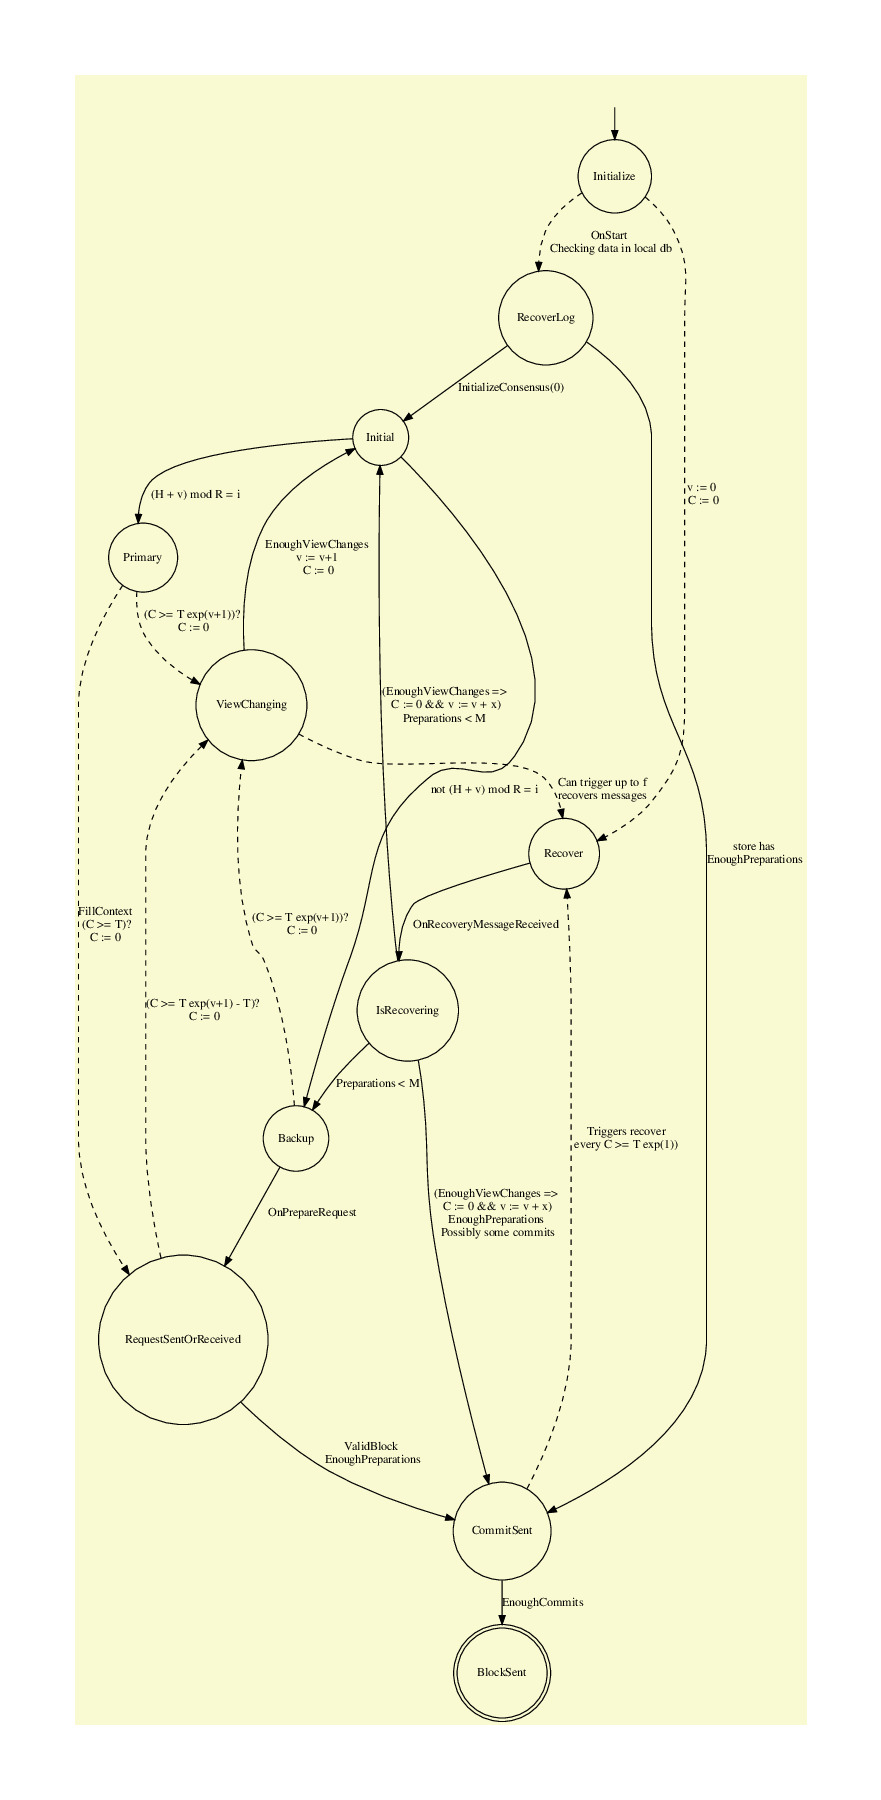 Initialize
OnStart
Checking data in local db
RecoverLog
InitializeConsensus(0)
Initial
(H + v) mod R = i
v := 0
C := 0
EnoughViewChanges
v := v+1
C := 0
Primary
(C >= T exp(v+1))?
C := 0
ViewChanging
(EnoughViewChanges =>
C := 0 && v := v + x)
Preparations < M
not (H + v) mod R = i
Can trigger up to f
recovers messages
Recover
store has
EnoughPreparations
FillContext
(C >= T)?
C := 0
(C >= T exp(v+1))?
C := 0
OnRecoveryMessageReceived
(C >= T exp(v+1) - T)?
C := 0
IsRecovering
Preparations < M
Backup
Triggers recover
every C >= T exp(1))
OnPrepareRequest
(EnoughViewChanges =>
C := 0 && v := v + x)
EnoughPreparations
Possibly some commits
RequestSentOrReceived
ValidBlock
EnoughPreparations
CommitSent
EnoughCommits
BlockSent